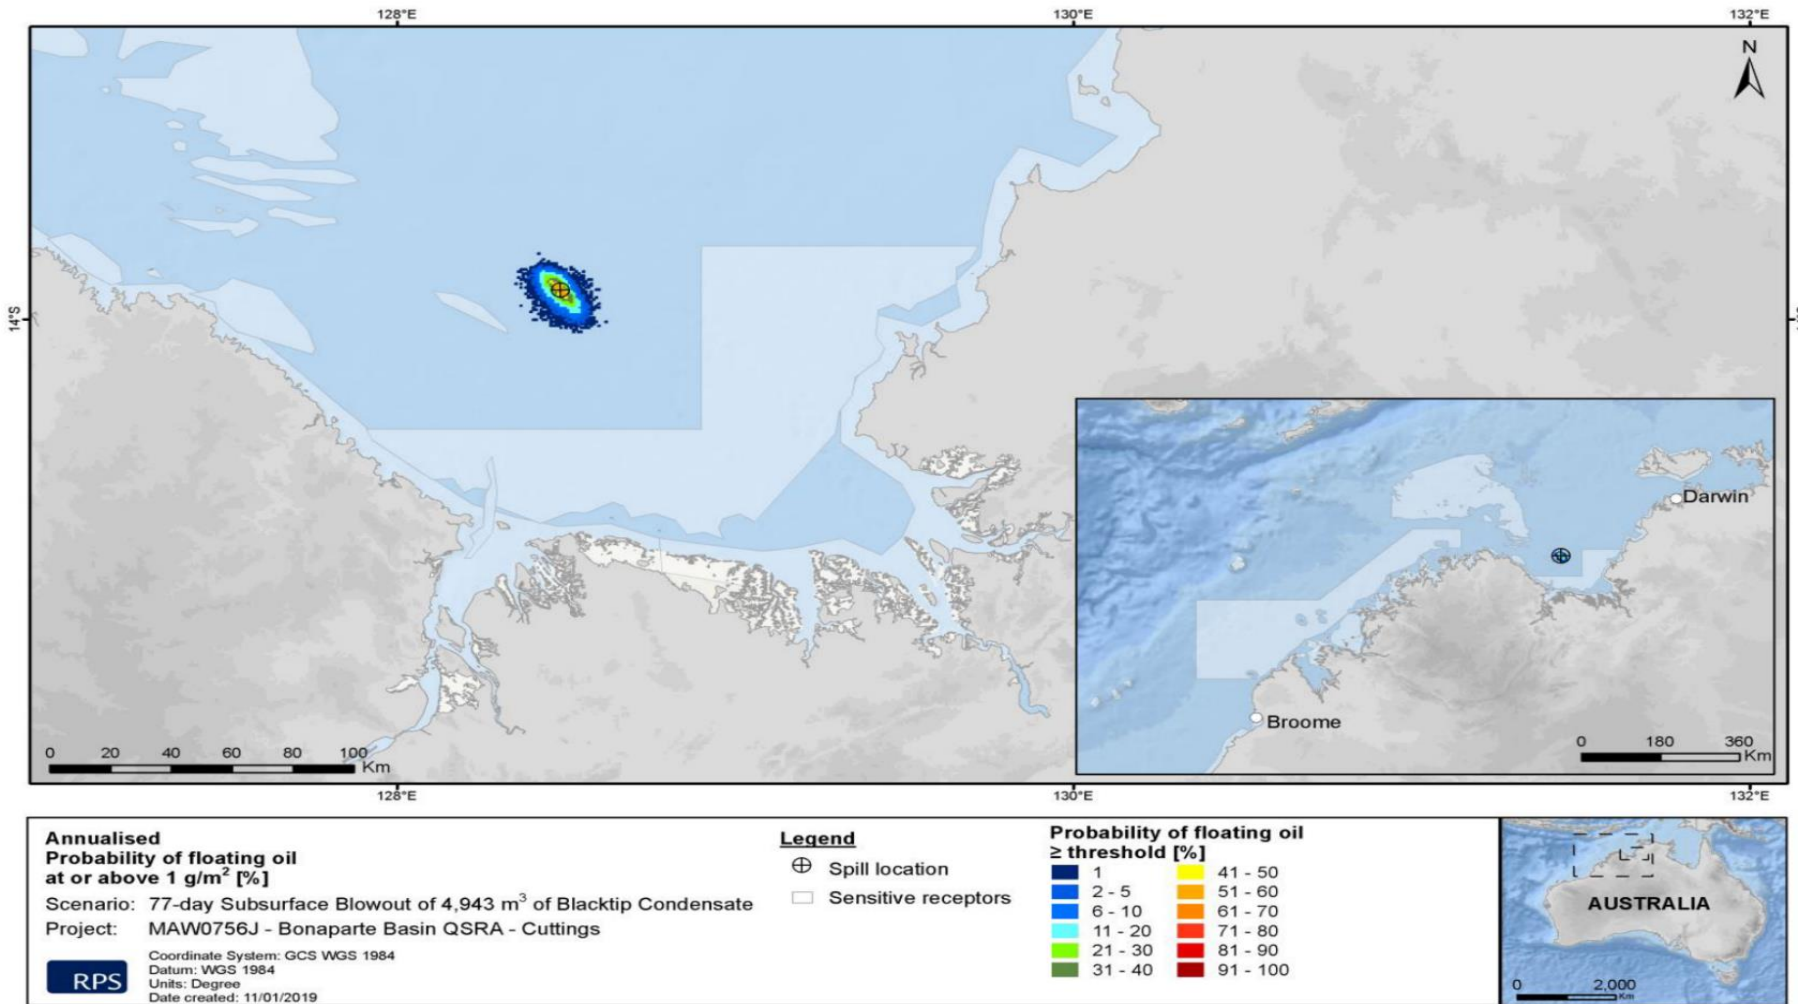 128°E
130°E
132°E
N
14°S
Darwin
Broome
0 180 360
Km
0 20 40 60 80 100
Km
128°E
130°E
132°E
Annualised
Probability of floating oil
at or above 1 g/m² [%]
Scenario: 77-day Subsurface Blowout of 4,943 m³ of Blacktip Condensate
Project: MAW0756J - Bonaparte Basin QSRA - Cuttings
RPS
Coordinate System: GCS WGS 1984
Datum: WGS 1984
Units: Degree
Date created: 11/01/2019
Legend
Spill location
Sensitive receptors
Probability of floating oil
≥ threshold [%]
1
2 - 5
6 - 10
11 - 20
21 - 30
31 - 40
41 - 50
51 - 60
61 - 70
71 - 80
81 - 90
91 - 100
AUSTRALIA
0 2,000
Km